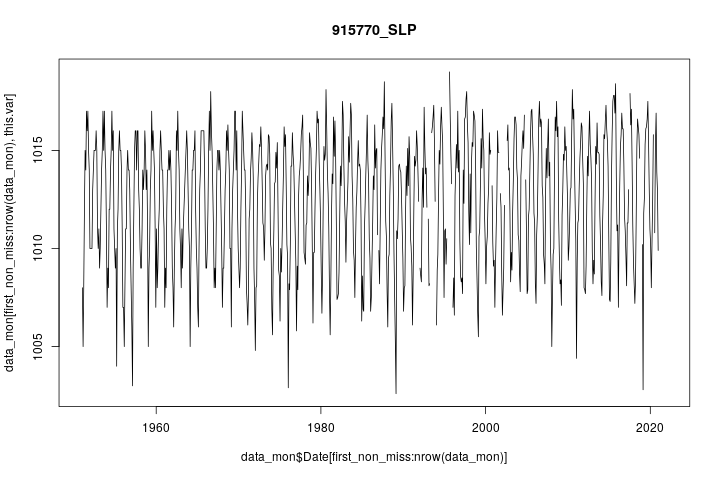 915770_SLP
data_mon[first_non_miss:nrow(data_mon), this.var]
1015
1010
1005
1960
1980
2000
2020
data_mon$Date[first_non_miss:nrow(data_mon)]